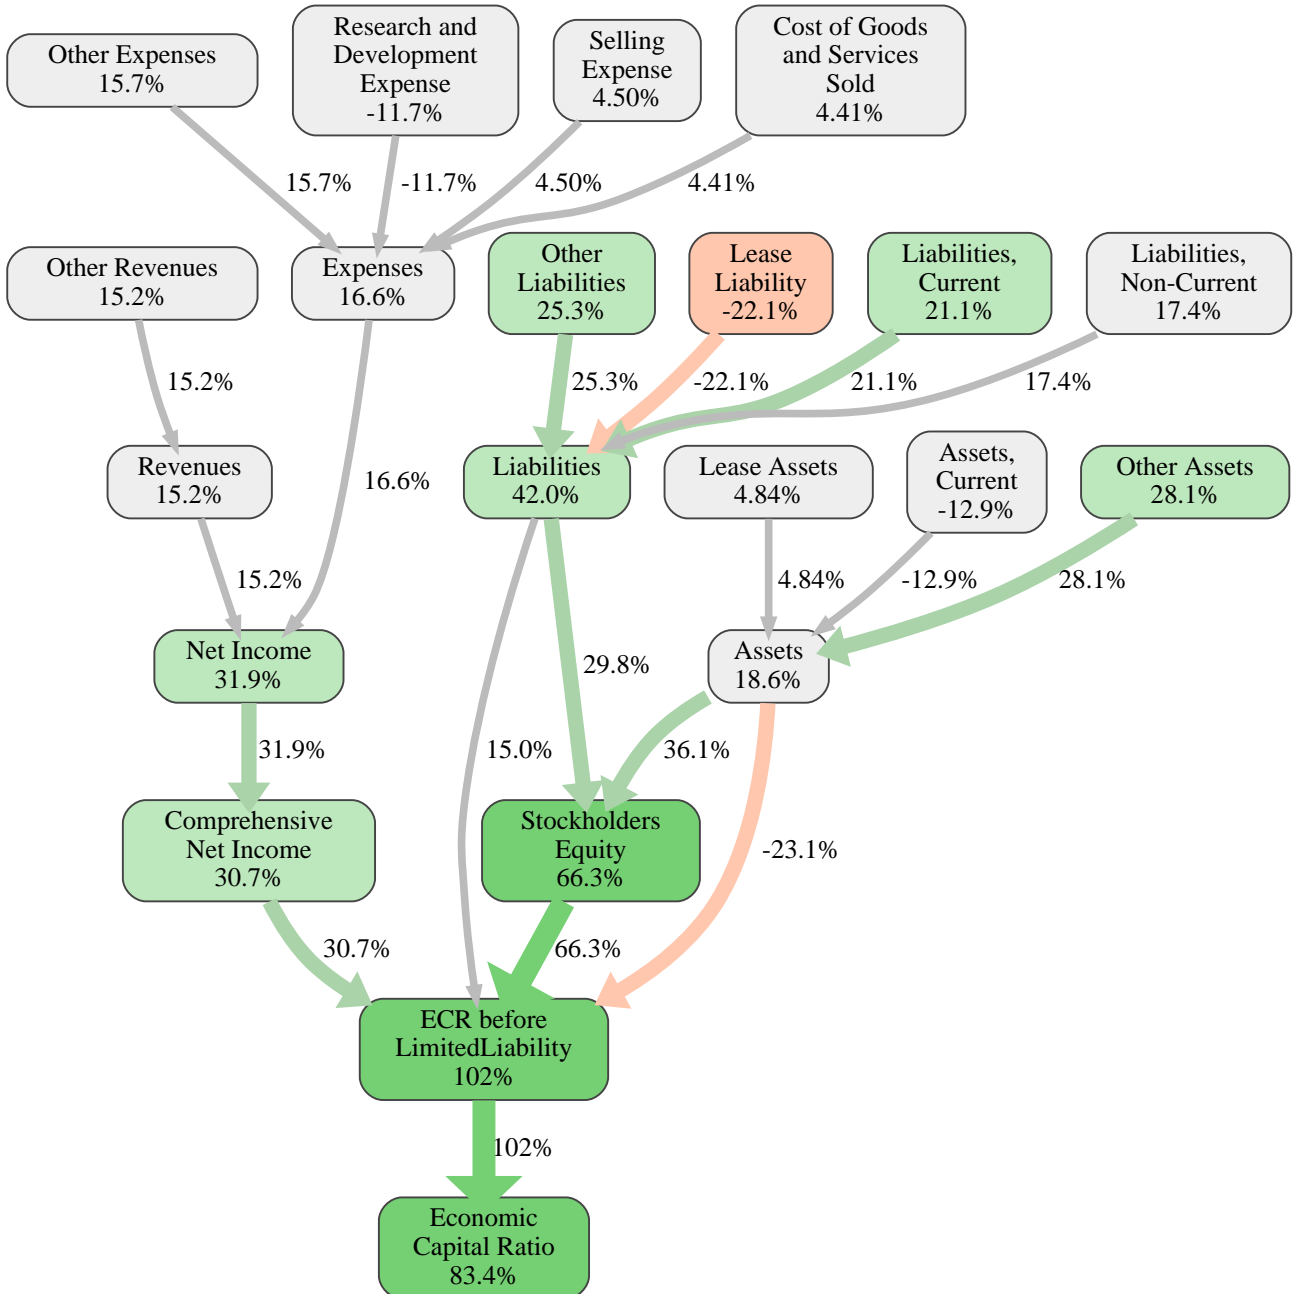 Other Expenses
15.7%
Research and
Development
Expense
-11.7%
Selling
Expense
4.50%
Cost of Goods
and Services
Sold
4.41%
15.7%
-11.7%
4.50%
4.41%
Other Revenues
15.2%
Expenses
16.6%
Other
Liabilities
25.3%
Lease
Liability
-22.1%
Liabilities,
Current
21.1%
Liabilities,
Non-Current
17.4%
15.2%
25.3%
-22.1%
21.1%
17.4%
Revenues
15.2%
16.6%
Liabilities
42.0%
Lease Assets
4.84%
Assets,
Current
-12.9%
Other Assets
28.1%
15.2%
4.84%
-12.9%
28.1%
Net Income
31.9%
29.8%
Assets
18.6%
31.9%
15.0%
36.1%
Comprehensive
Net Income
30.7%
Stockholders
Equity
66.3%
-23.1%
30.7%
66.3%
ECR before
LimitedLiability
102%
102%
Economic
Capital Ratio
83.4%